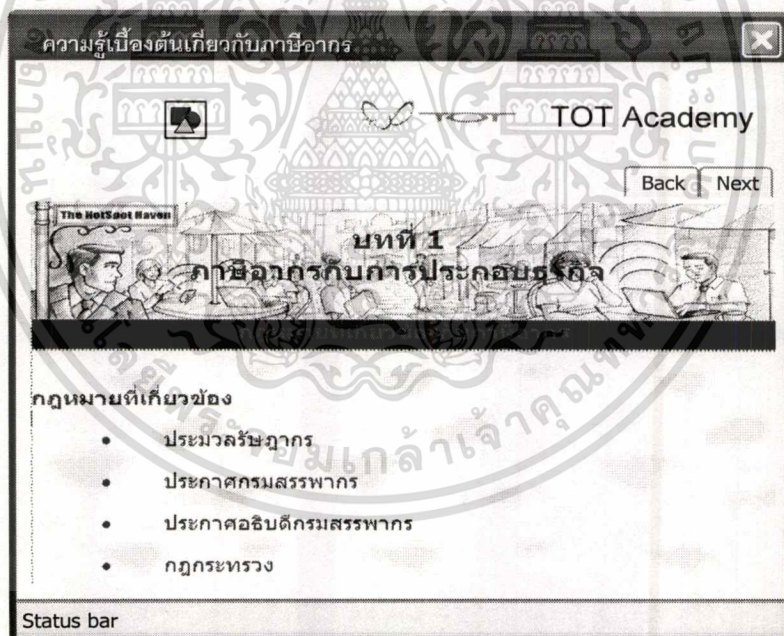 ความรู้เบื้องต้นเกี่ยวกับภาษีอากร
TOT TOT Academy
Back Next
The HotSpot Haven
บทที่ 1
ภาษีอากรกับการประกอบธุรกิจ
กฎหมายที่เกี่ยวข้อง
• ประมวลรัษฎากร
• ประกาศกรมสรรพากร
• ประกาศอธิบดีกรมสรรพากร
• กฎกระทรวง
Status bar